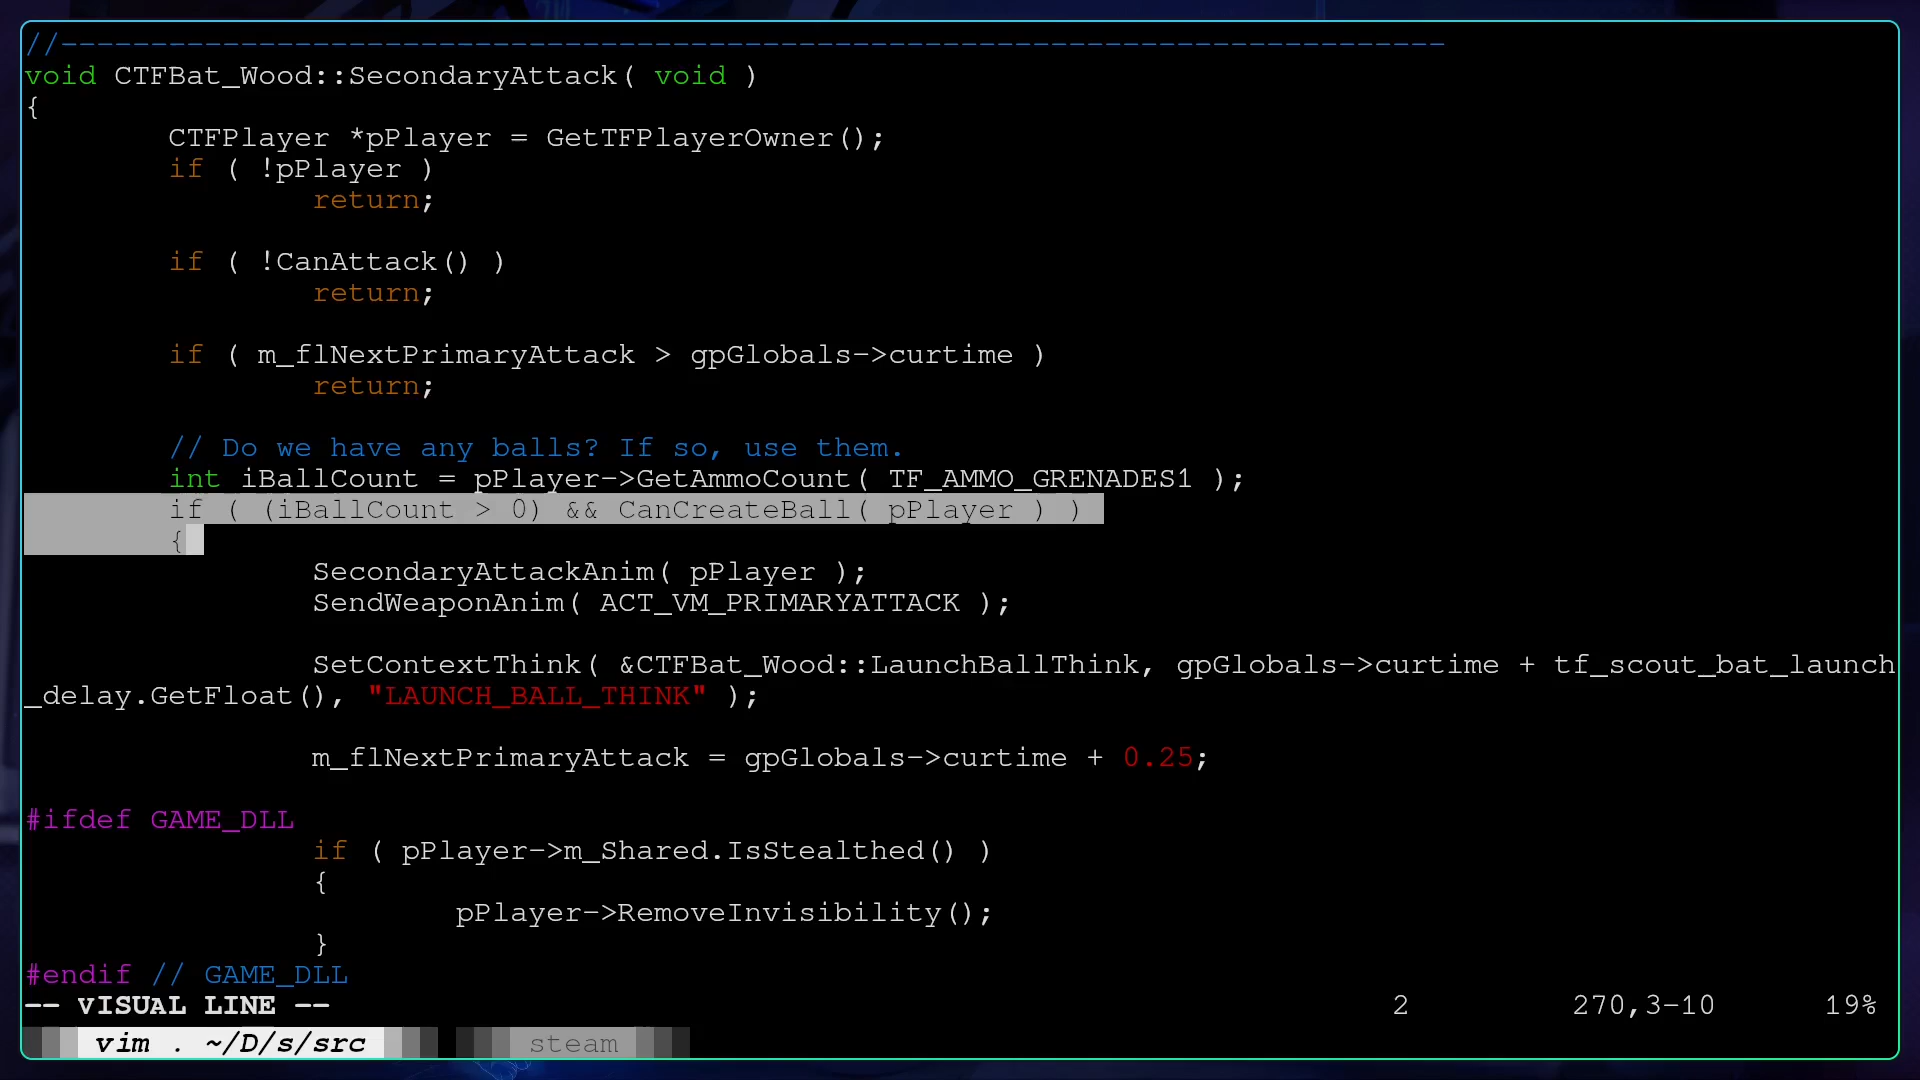 //-----------------------------------------------------------------------------
void CTFBat_Wood::SecondaryAttack( void )
{
        CTFPlayer *pPlayer = GetTFPlayerOwner();
        if ( !pPlayer )
                return;

        if ( !CanAttack() )
                return;

        if ( m_flNextPrimaryAttack > gpGlobals->curtime )
                return;

        // Do we have any balls? If so, use them.
        int iBallCount = pPlayer->GetAmmoCount( TF_AMMO_GRENADES1 );
        if ( (iBallCount > 0) && CanCreateBall( pPlayer ) )
        {
                SecondaryAttackAnim( pPlayer );
                SendWeaponAnim( ACT_VM_PRIMARYATTACK );

                SetContextThink( &CTFBat_Wood::LaunchBallThink, gpGlobals->curtime + tf_scout_bat_launch
_delay.GetFloat(), "LAUNCH_BALL_THINK" );

                m_flNextPrimaryAttack = gpGlobals->curtime + 0.25;

#ifdef GAME_DLL
                if ( pPlayer->m_Shared.IsStealthed() )
                {
                        pPlayer->RemoveInvisibility();
                }
#endif // GAME_DLL
-- VISUAL LINE -- 2 270,3-10 19%
vim . ~/D/s/src steam